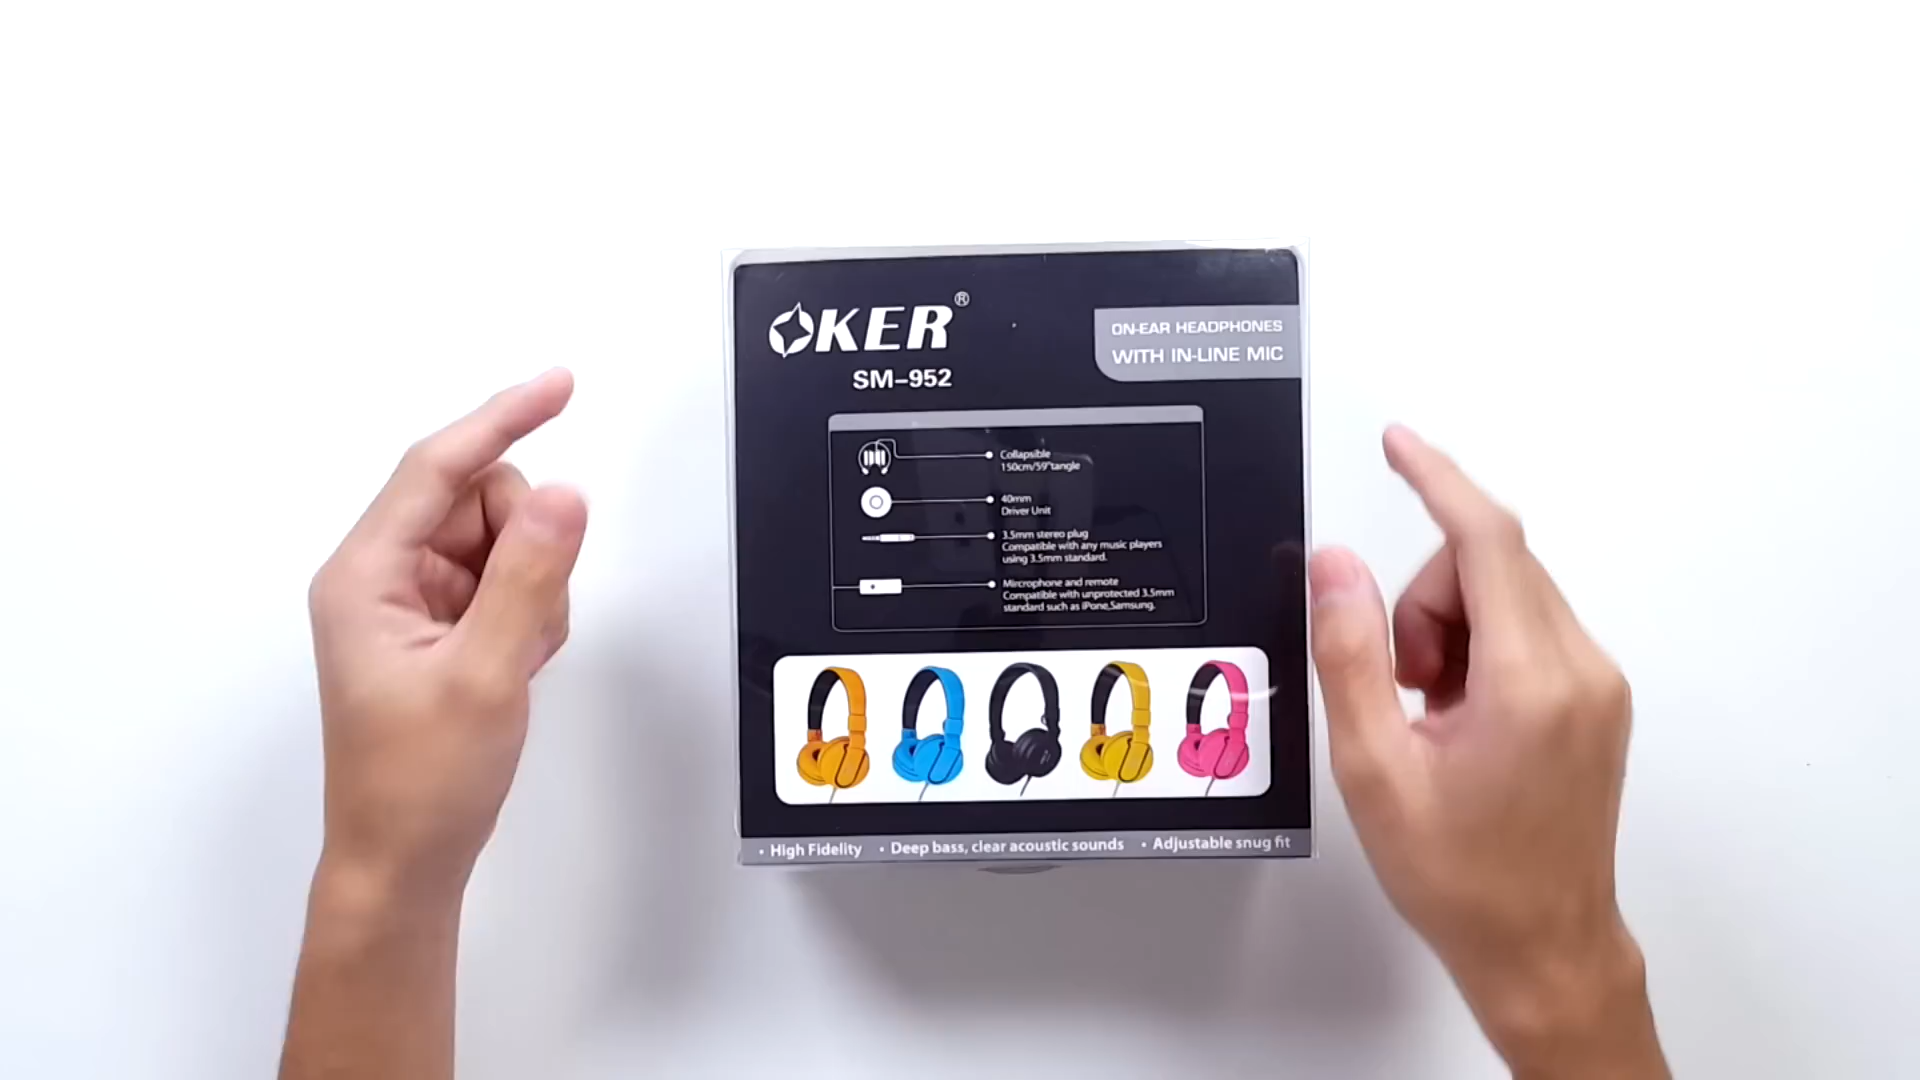 OKER®
SM-952
ON-EAR HEADPHONES
WITH IN-LINE MIC
Collapsible
150cm/59"tangle
40mm
Driver Unit
3.5mm stereo plug
Compatible with any music players
using 3.5mm standard.
Mircrophone and remote
Compatible with unprotected 3.5mm
standard such as iPone,Samsung.
• High Fidelity • Deep bass, clear acoustic sounds • Adjustable snug fit